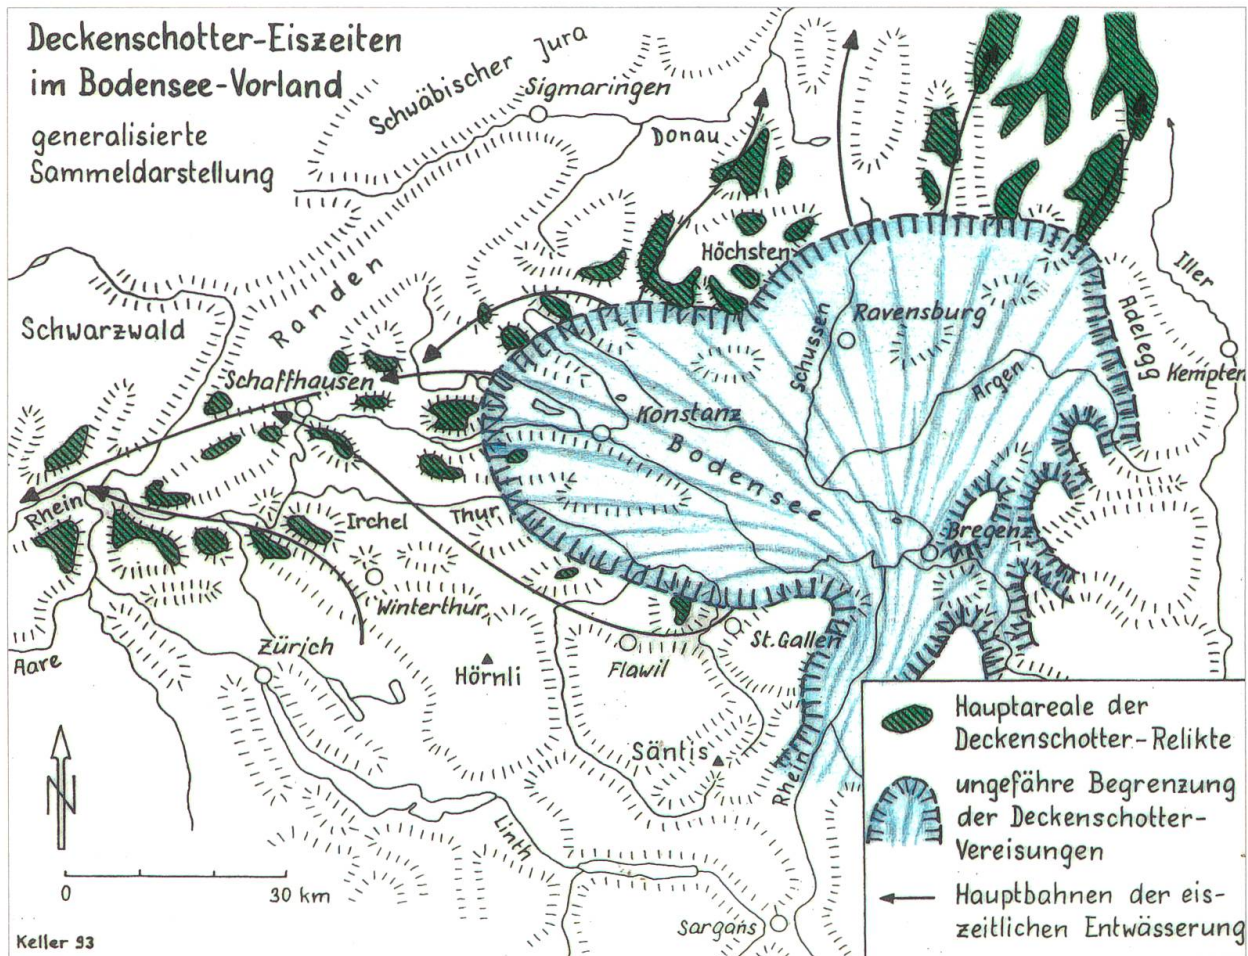 Deckenschotter-Eiszeiten
im Bodensee-Vorland
generalisierte
Sammeldarstellung
Schwäbischer Jura
Sigmaringen
Donau
Höchsten
Randen
Schwarzwald
Iller
Adelegg
Kempten
Ravensburg
Schussen
Argen
Schaffhausen
Konstanz
Bodensee
Rhein
Irchel
Thur
Bregenz
Winterthur
Aare
Zürich
Hörnli
Flawil
St.Gallen
Säntis
Rhein
Linth
Sargans
N
0
30 km
Keller 93
Hauptareale der
Deckenschotter-Relikte
ungefähre Begrenzung
der Deckenschotter-
Vereisungen
Hauptbahnen der eis-
zeitlichen Entwässerung